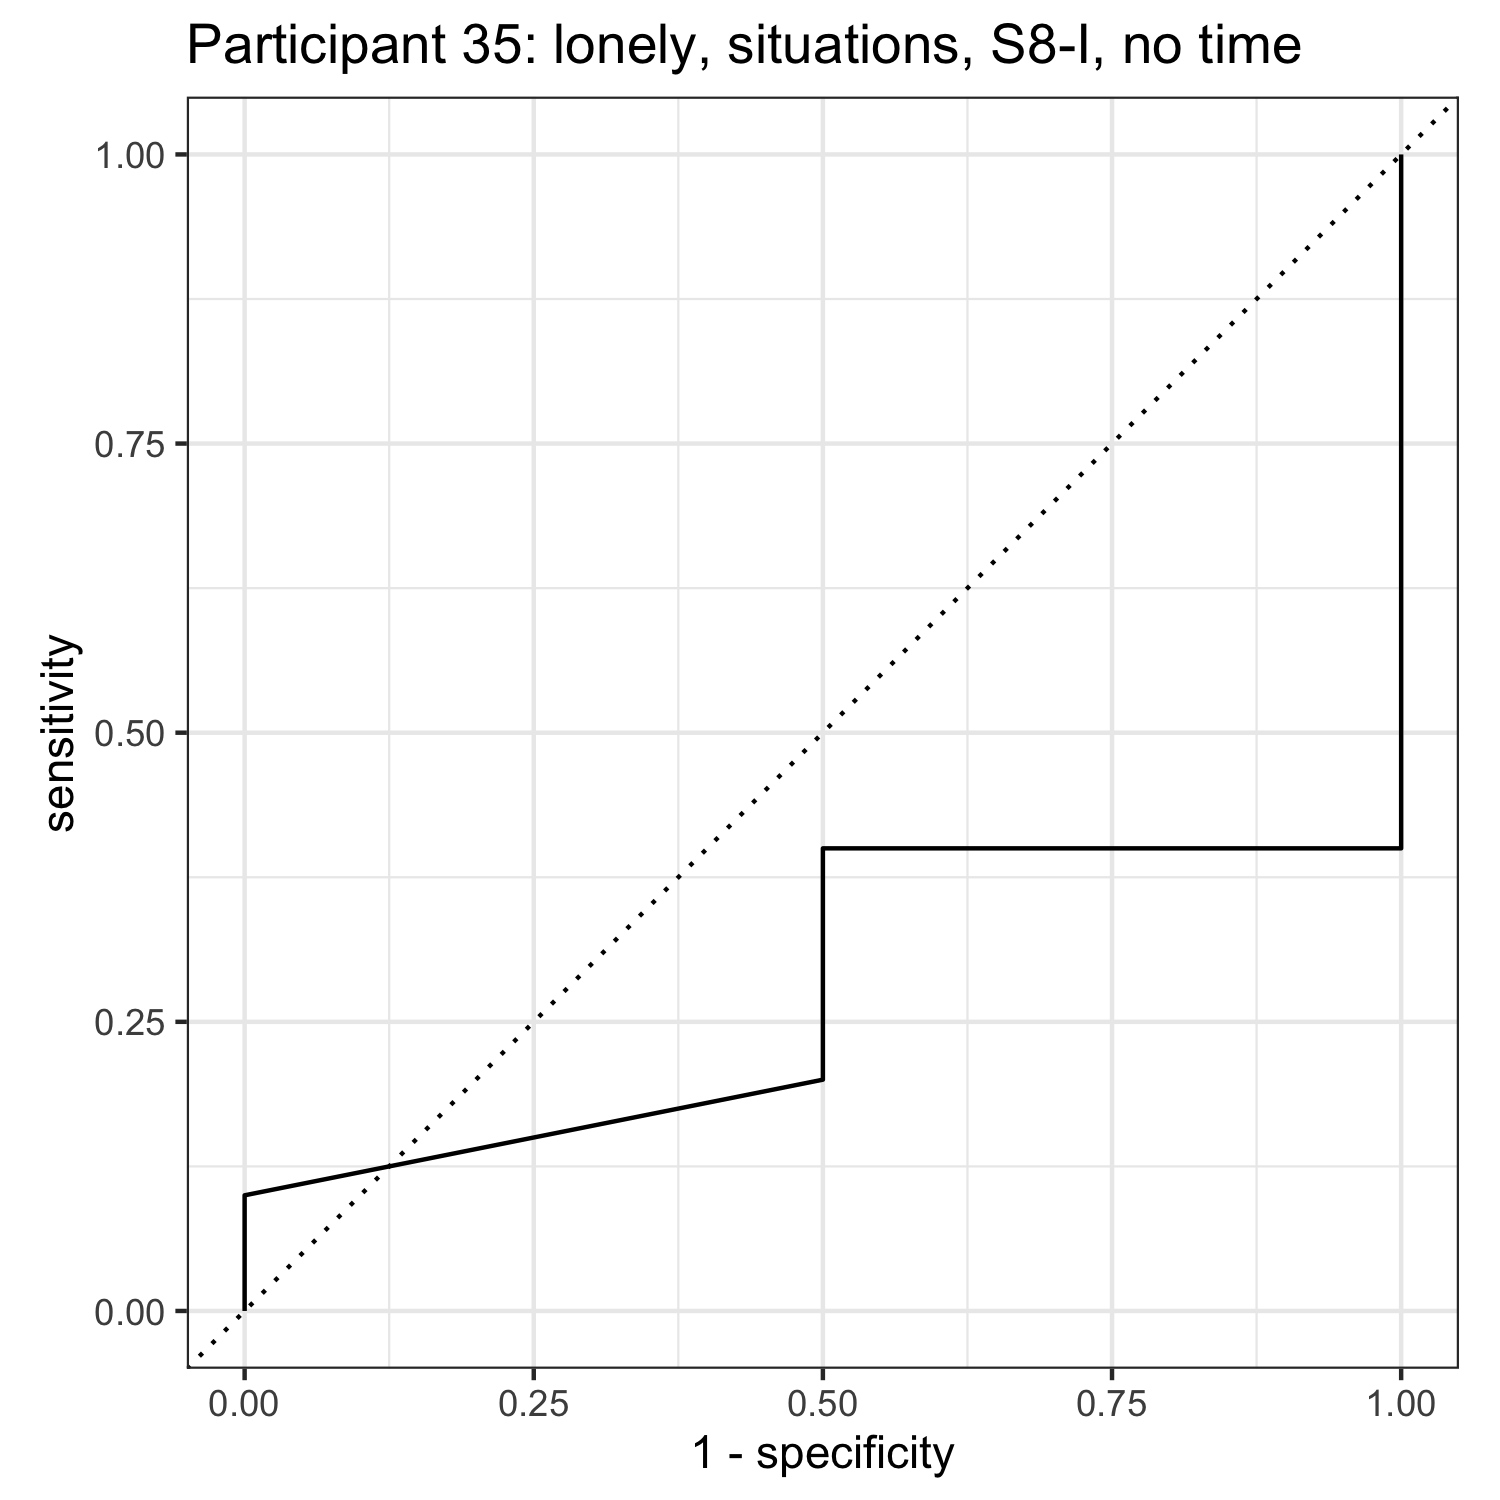 Participant 35: lonely, situations, S8-I, no time
1.00
0.75
0.50
0.25
0.00
sensitivity
0.00 0.25 0.50 0.75 1.00
1 - specificity